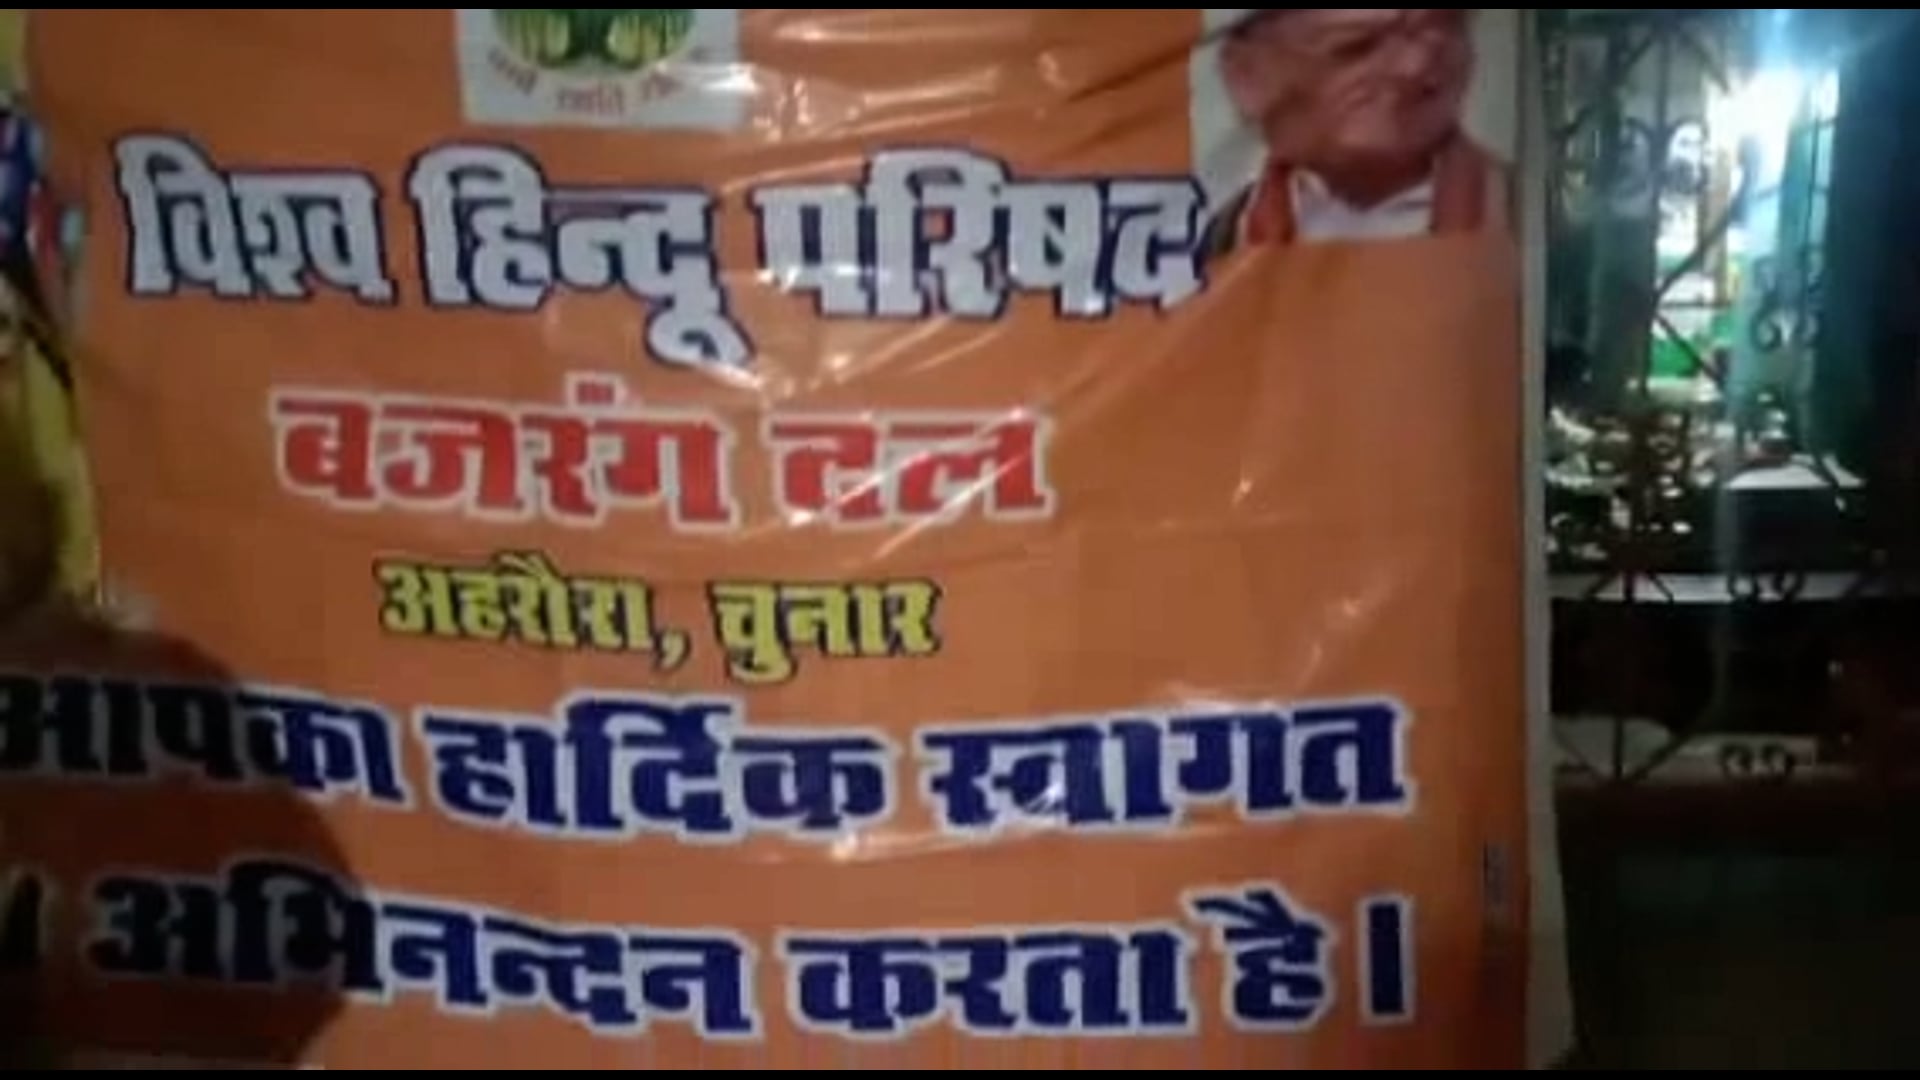 विश्व हिन्दू परिषद
बजरंग दल
अहरौरा, चुनार
आपका हार्दिक स्वागत
अभिनन्दन करता है।